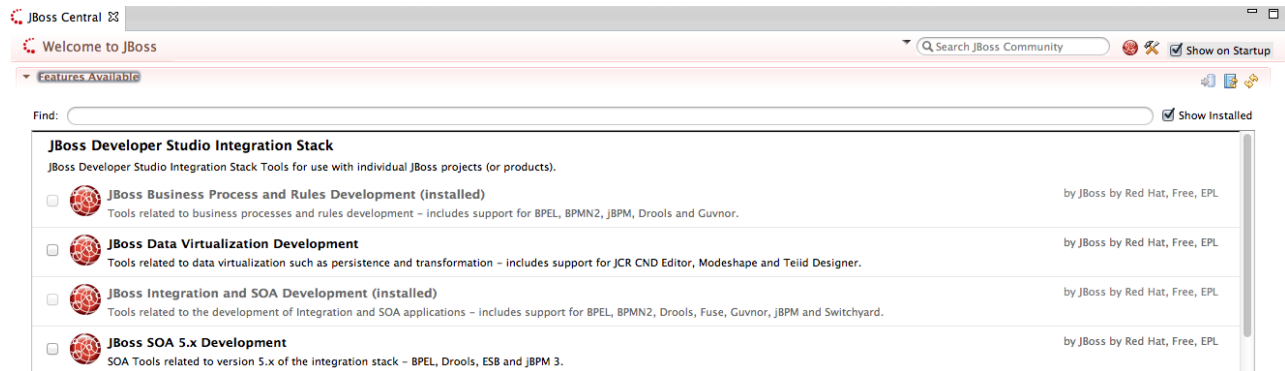 JBoss Central
Welcome to JBoss
Search JBoss Community
Show on Startup
Features Available
Find:
Show Installed
JBoss Developer Studio Integration Stack
JBoss Developer Studio Integration Stack Tools for use with individual JBoss projects (or products).
JBoss Business Process and Rules Development (installed)
by JBoss by Red Hat, Free, EPL
Tools related to business processes and rules development – includes support for BPEL, BPMN2, jBPM, Drools and Guvnor.
JBoss Data Virtualization Development
by JBoss by Red Hat, Free, EPL
Tools related to data virtualization such as persistence and transformation – includes support for JCR CND Editor, Modeshape and Teiid Designer.
JBoss Integration and SOA Development (installed)
by JBoss by Red Hat, Free, EPL
Tools related to the development of Integration and SOA applications – includes support for BPEL, BPMN2, Drools, Fuse, Guvnor, jBPM and Switchyard.
JBoss SOA 5.x Development
by JBoss by Red Hat, Free, EPL
SOA Tools related to version 5.x of the integration stack – BPEL, Drools, ESB and jBPM 3.